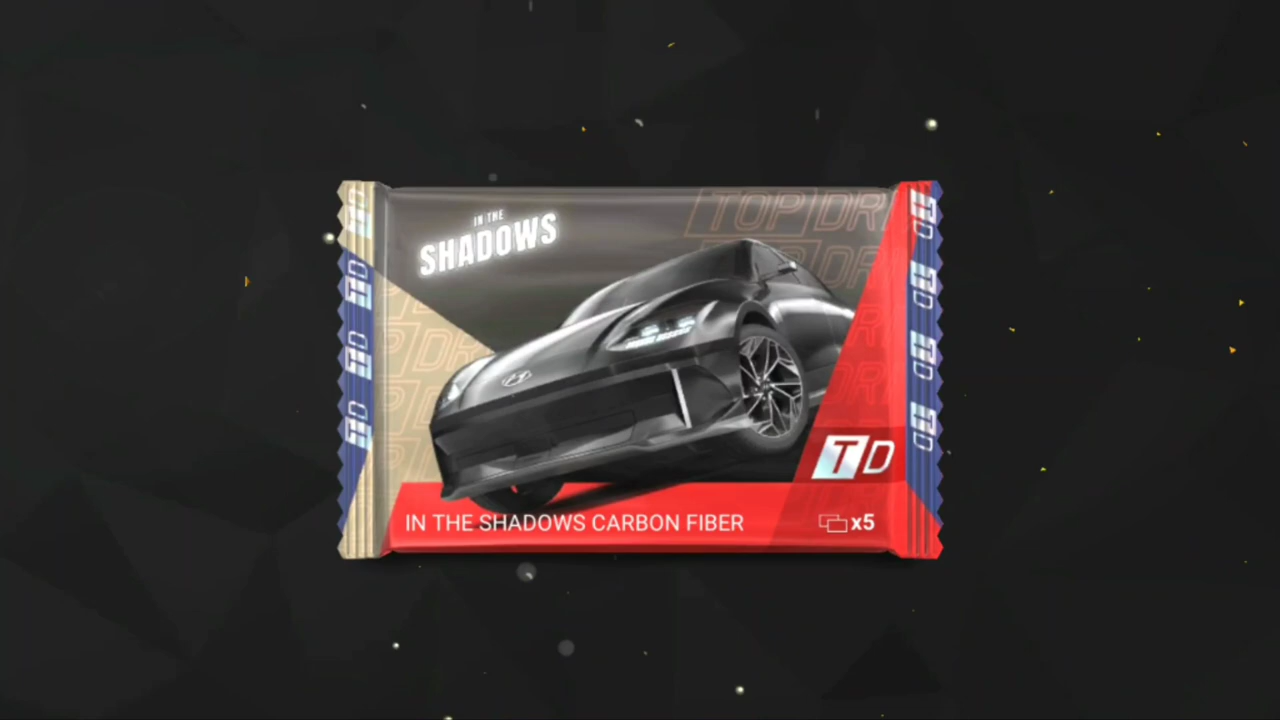 IN THE
SHADOWS
TOP DR
TD
IN THE SHADOWS CARBON FIBER
x5